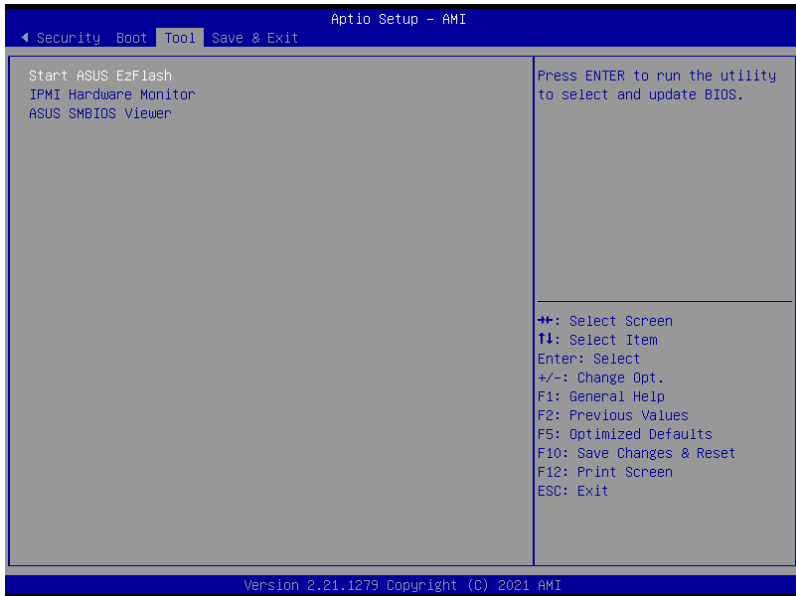 Aptio Setup - AMI
Security Boot Tool Save & Exit
Start ASUS EzFlash
IPMI Hardware Monitor
ASUS SMBIOS Viewer
Press ENTER to run the utility
to select and update BIOS.
→←: Select Screen
↑↓: Select Item
Enter: Select
+/-: Change Opt.
F1: General Help
F2: Previous Values
F5: Optimized Defaults
F10: Save Changes & Reset
F12: Print Screen
ESC: Exit
Version 2.21.1279 Copyright (C) 2021 AMI